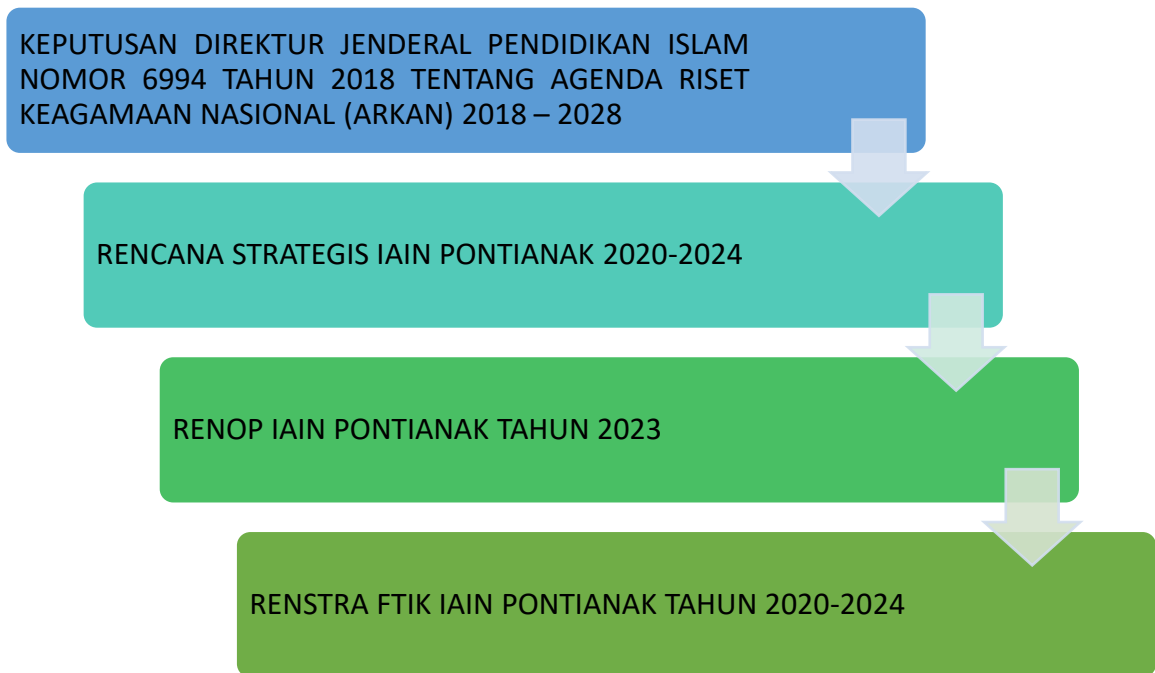 KEPUTUSAN DIREKTUR JENDERAL PENDIDIKAN ISLAM
NOMOR 6994 TAHUN 2018 TENTANG AGENDA RISET
KEAGAMAAN NASIONAL (ARKAN) 2018 – 2028
RENCANA STRATEGIS IAIN PONTIANAK 2020-2024
RENOP IAIN PONTIANAK TAHUN 2023
RENSTRA FTIK IAIN PONTIANAK TAHUN 2020-2024